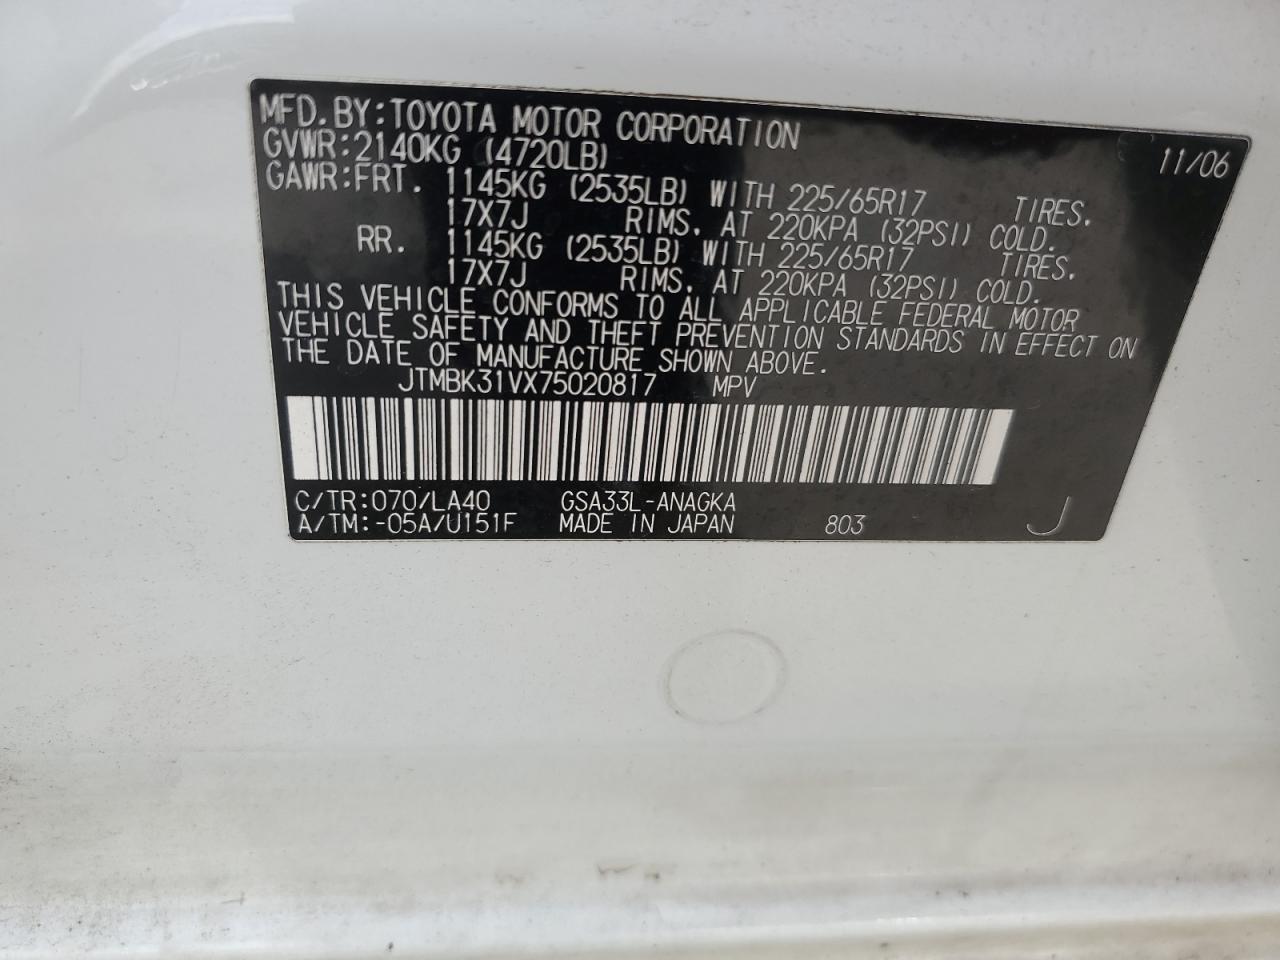 MFD. BY: TOYOTA MOTOR CORPORATION 11/06
GVWR: 2140KG (4720LB)
GAWR: FRT. 1145KG (2535LB) WITH 225/65R17 TIRES.
17X7J RIMS. AT 220KPA (32PSI) COLD.
RR. 1145KG (2535LB) WITH 225/65R17 TIRES.
17X7J RIMS. AT 220KPA (32PSI) COLD.
THIS VEHICLE CONFORMS TO ALL APPLICABLE FEDERAL MOTOR
VEHICLE SAFETY AND THEFT PREVENTION STANDARDS IN EFFECT ON
THE DATE OF MANUFACTURE SHOWN ABOVE.
JTMBK31VX75020817 MPV
C/TR: 070/LA40 GSA33L-ANAGKA
A/TM: -05A/U151F MADE IN JAPAN 803 J